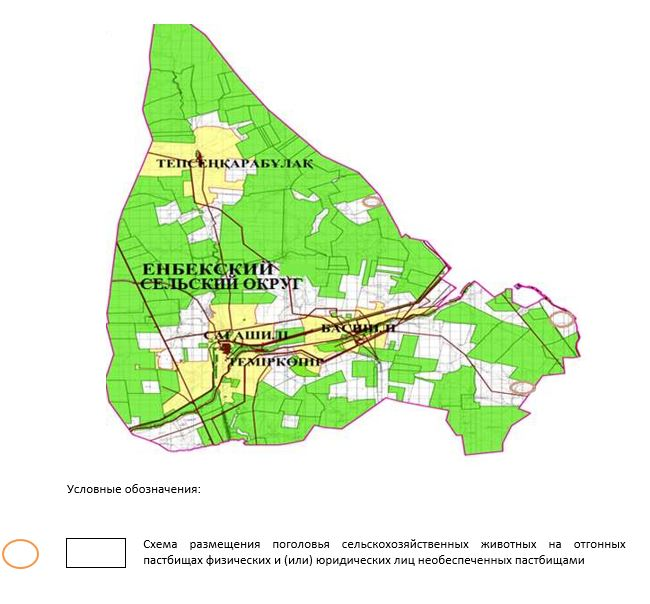 ТЕПСЕҢҚАРАБҰЛАҚ
ЕНБЕКСКИЙ
СЕЛЬСКИЙ ОКРУГ
ТЕМІРКӨПІР
Условные обозначения:
Схема размещения поголовья сельскохозяйственных животных на отгонных
пастбищах физических и (или) юридических лиц необеспеченных пастбищами